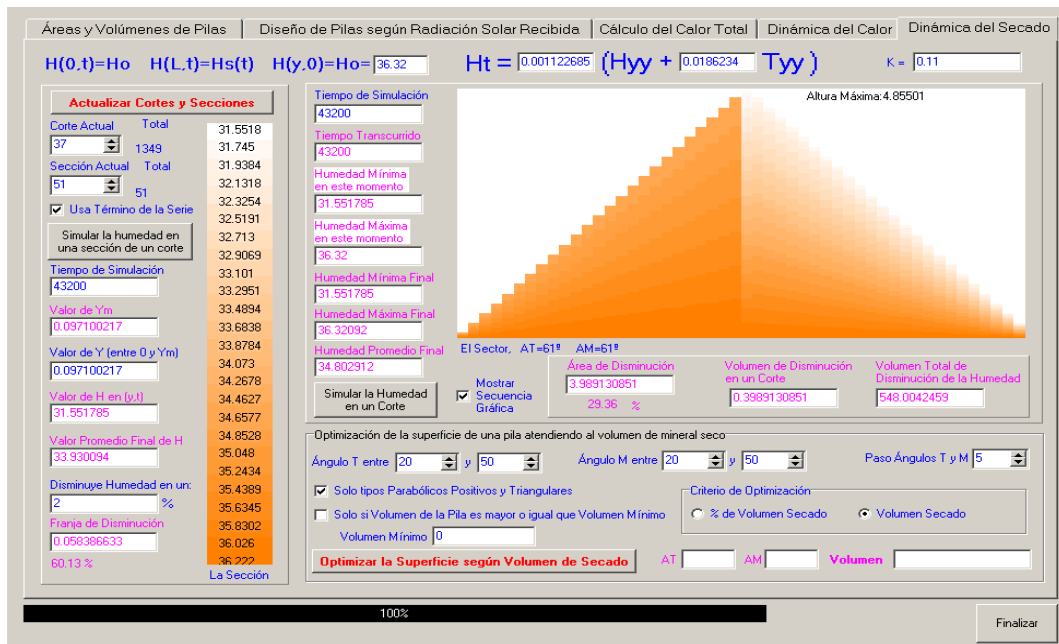 Áreas y Volúmenes de Pilas
Diseño de Pilas según Radiación Solar Recibida
Cálculo del Calor Total
Dinámica del Calor
Dinámica del Secado
H(0,t)=Ho H(L,t)=Hs(t) H(y,0)=Ho= 36.32
Ht = 0.001122685 (Hyy + 0.0186234 Tyy )
K = 0.11
Actualizar Cortes y Secciones
Corte Actual Total
37 1349
Sección Actual Total
51 51
Usa Término de la Serie
Simular la humedad en
una sección de un corte
Tiempo de Simulación
43200
Valor de Ym
0.097100217
Valor de Y (entre 0 y Ym)
0.097100217
Valor de H en (y,t)
31.551785
Valor Promedio Final de H
33.930094
Disminuye Humedad en un:
2 %
Franja de Disminución
0.058386633
60.13 %
31.5518
31.745
31.9384
32.1318
32.3254
32.5191
32.713
32.9069
33.101
33.2951
33.4894
33.6838
33.8784
34.073
34.2678
34.4627
34.6577
34.8528
35.048
35.2434
35.4389
35.6345
35.8302
36.026
36.222
La Sección
Tiempo de Simulación
43200
Tiempo Transcurrido
43200
Humedad Mínima
en este momento
31.551785
Humedad Máxima
en este momento
36.32
Humedad Mínima Final
31.551785
Humedad Máxima Final
36.32092
Humedad Promedio Final
34.802912
Simular la Humedad
en un Corte
Mostrar
Secuencia
Gráfica
Altura Máxima:4.85501
El Sector, AT=61º AM=61º
Área de Disminución
3.989130851
29.36 %
Volumen de Disminución
en un Corte
0.3989130851
Volumen Total de
Disminución de la Humedad
548.0042459
Optimización de la superficie de una pila atendiendo al volumen de mineral seco
Ángulo T entre 20 y 50
Ángulo M entre 20 y 50
Paso Ángulos T y M 5
Solo tipos Parabólicos Positivos y Triangulares
Solo si Volumen de la Pila es mayor o igual que Volumen Mínimo
Volumen Mínimo 0
Criterio de Optimización
% de Volumen Secado
Volumen Secado
Optimizar la Superficie según Volumen de Secado
AT
AM
Volumen
100%
Finalizar